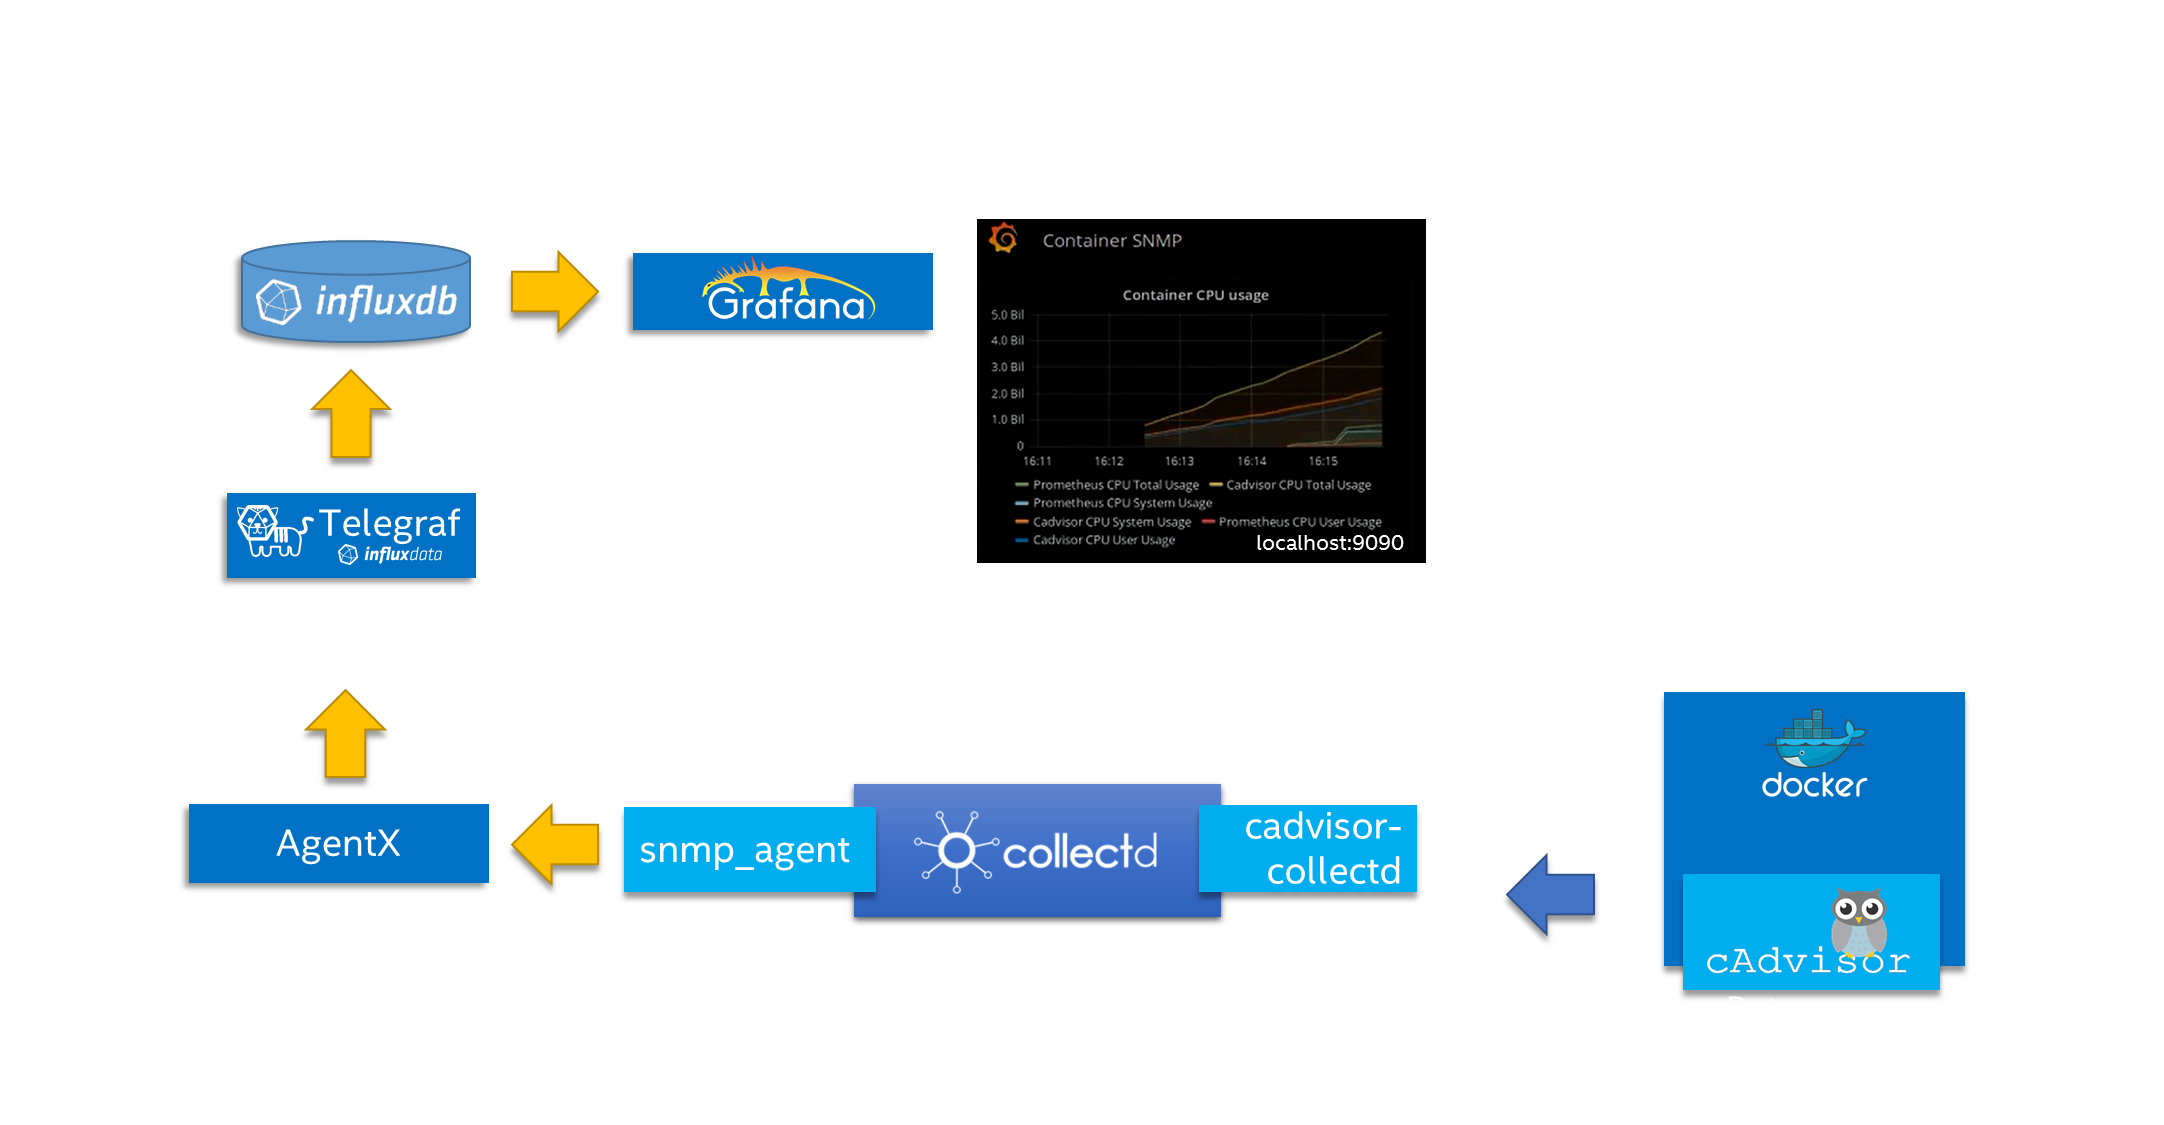 influxdb
Grafana
Container SNMP
Container CPU usage
5.0 Bil
4.0 Bil
3.0 Bil
2.0 Bil
1.0 Bil
0
16:11 16:12 16:13 16:14 16:15
Prometheus CPU Total Usage Cadvisor CPU Total Usage
Prometheus CPU System Usage
Cadvisor CPU System Usage Prometheus CPU User Usage
Cadvisor CPU User Usage
localhost:9090
Telegraf
influxdata
docker
AgentX
snmp_agent
collectd
cadvisor-
collectd
cAdvisor